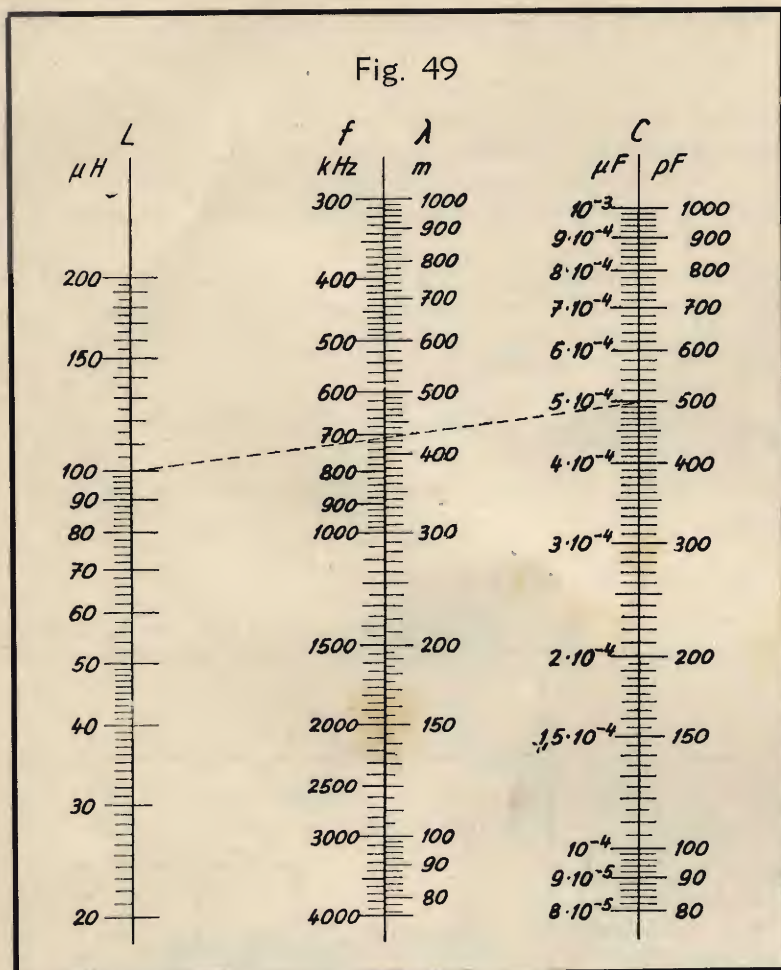 Fig. 49
L f λ C
μH kHz m μF pF
300 1000 10⁻³ 1000
900 9·10⁻⁴ 900
200 400 800 8·10⁻⁴ 800
700 7·10⁻⁴ 700
150 500 600 6·10⁻⁴ 600
600 500 5·10⁻⁴ 500
700
100 800 400 4·10⁻⁴ 400
90 900
80 1000 300 3·10⁻⁴ 300
70
60
50 1500 200 2·10⁻⁴ 200
40 2000 150 1,5·10⁻⁴ 150
30 2500
3000 100 10⁻⁴ 100
90 9·10⁻⁵ 90
20 4000 80 8·10⁻⁵ 80